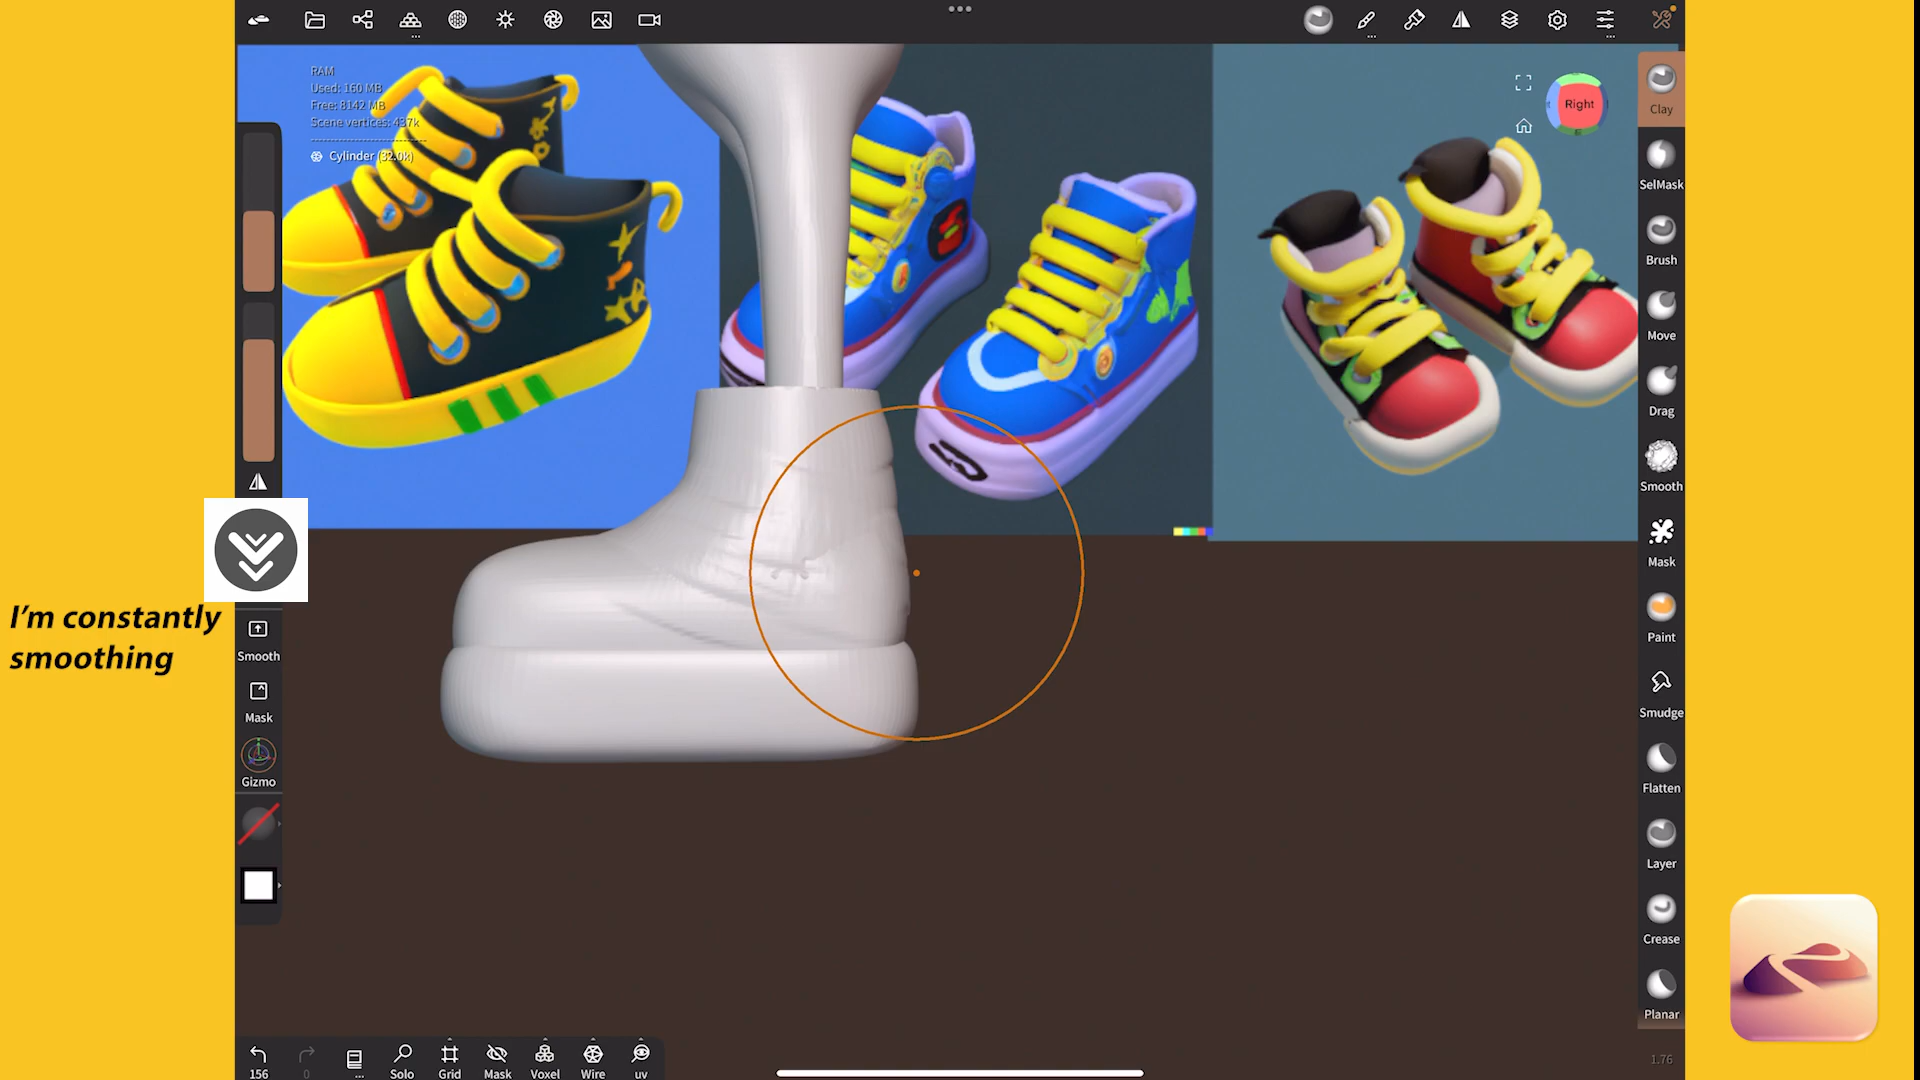 RAM
Used: 160 MB
Free: 8142 MB
Scene vertices: 437k
Cylinder (32.0k)
Right
Clay
SelMask
Brush
Move
Drag
Smooth
Mask
Paint
Smudge
Flatten
Layer
Crease
Planar
1.76
I'm constantly
smoothing
Smooth
Mask
Gizmo
156
0
Solo
Grid
Mask
Voxel
Wire
uv